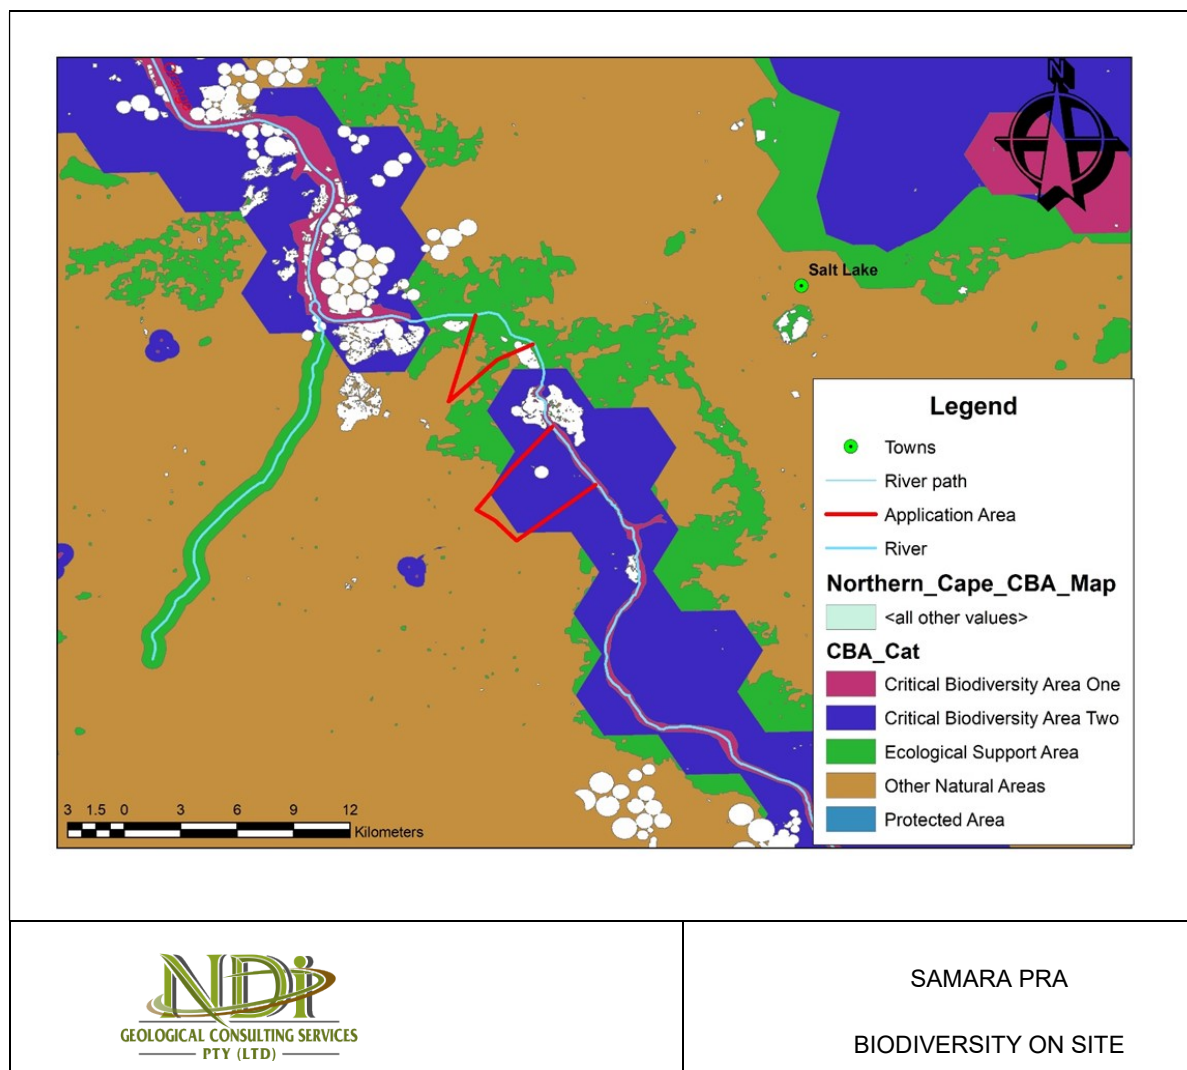 N
Salt Lake
Legend
Towns
River path
Application Area
River
Northern_Cape_CBA_Map
<all other values>
CBA_Cat
Critical Biodiversity Area One
Critical Biodiversity Area Two
Ecological Support Area
Other Natural Areas
Protected Area
3 1.5 0 3 6 9 12
Kilometers
NDi
GEOLOGICAL CONSULTING SERVICES
PTY (LTD)
SAMARA PRA
BIODIVERSITY ON SITE